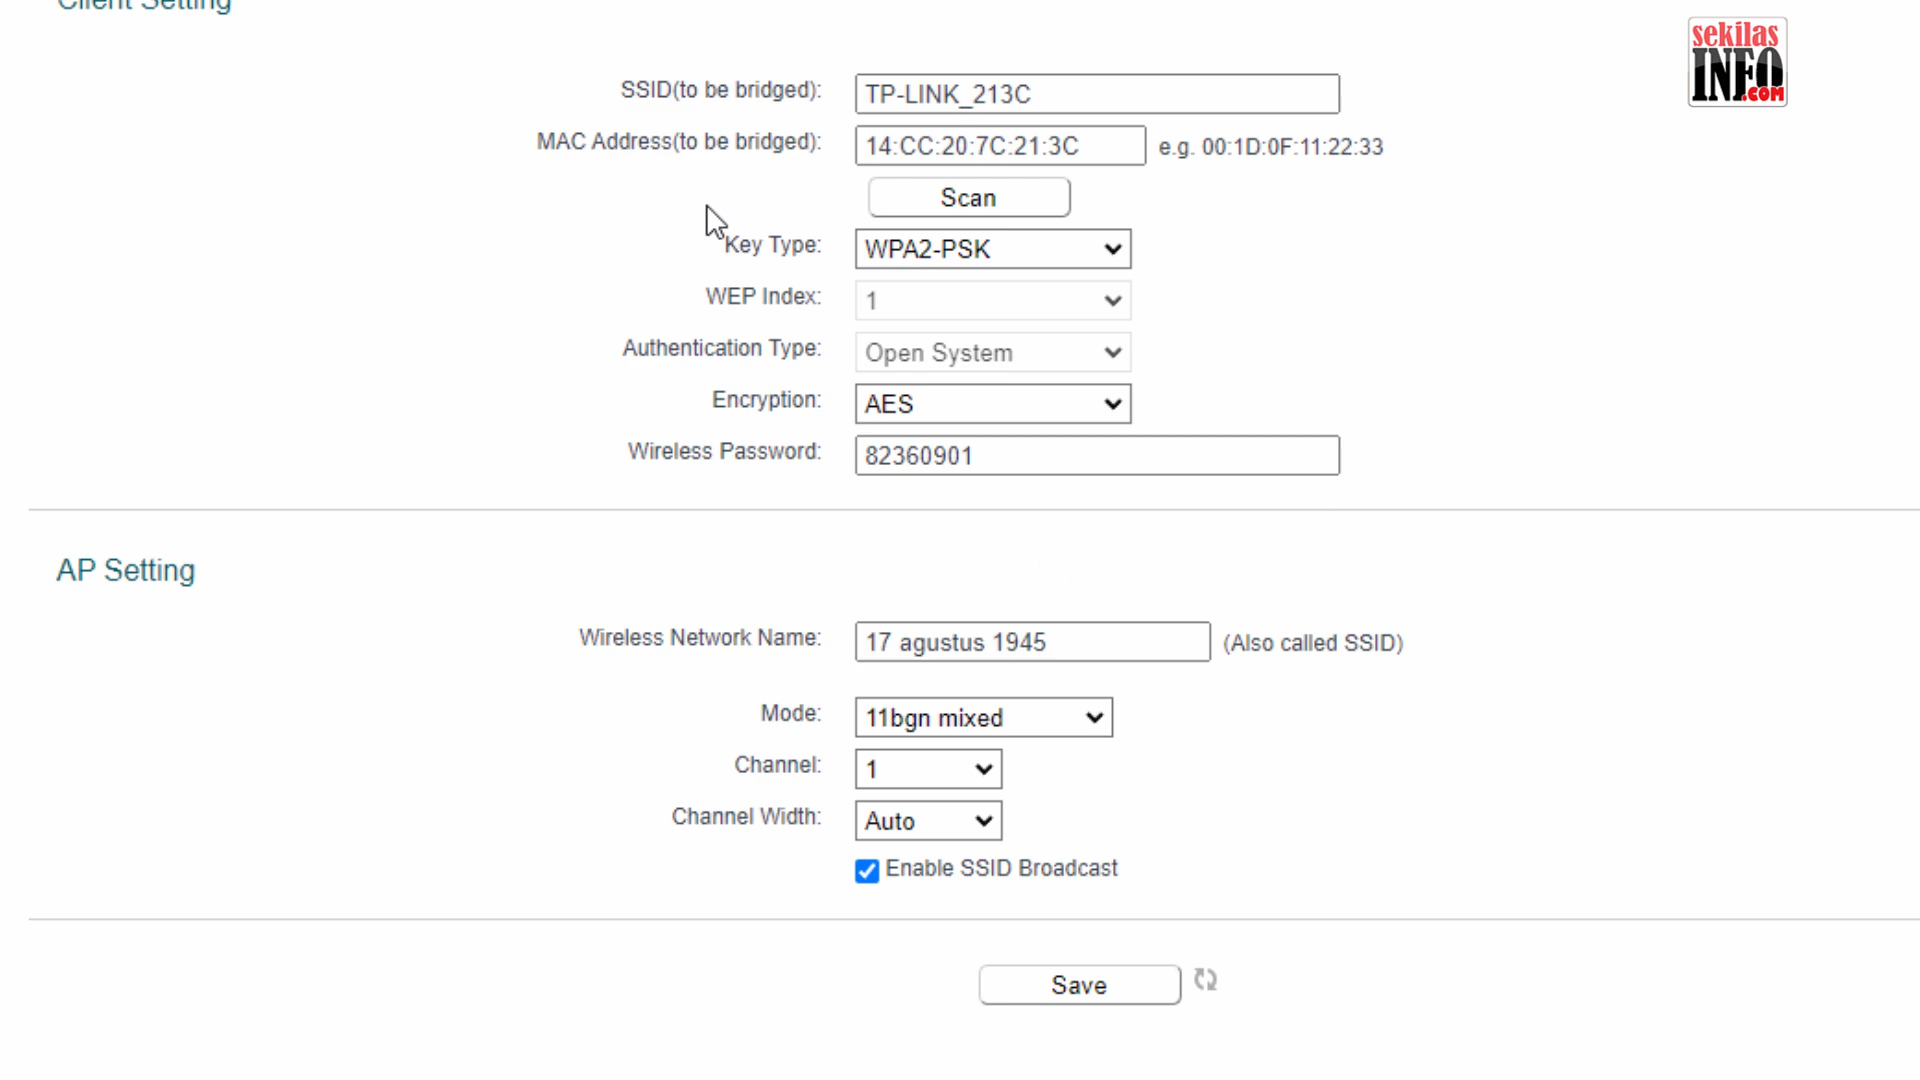 Client Setting
SSID(to be bridged): TP-LINK_213C
MAC Address(to be bridged): 14:CC:20:7C:21:3C e.g. 00:1D:0F:11:22:33
Scan
Key Type: WPA2-PSK
WEP Index: 1
Authentication Type: Open System
Encryption: AES
Wireless Password: 82360901
AP Setting
Wireless Network Name: 17 agustus 1945 (Also called SSID)
Mode: 11bgn mixed
Channel: 1
Channel Width: Auto
Enable SSID Broadcast
Save
sekilas
INFO
.COM